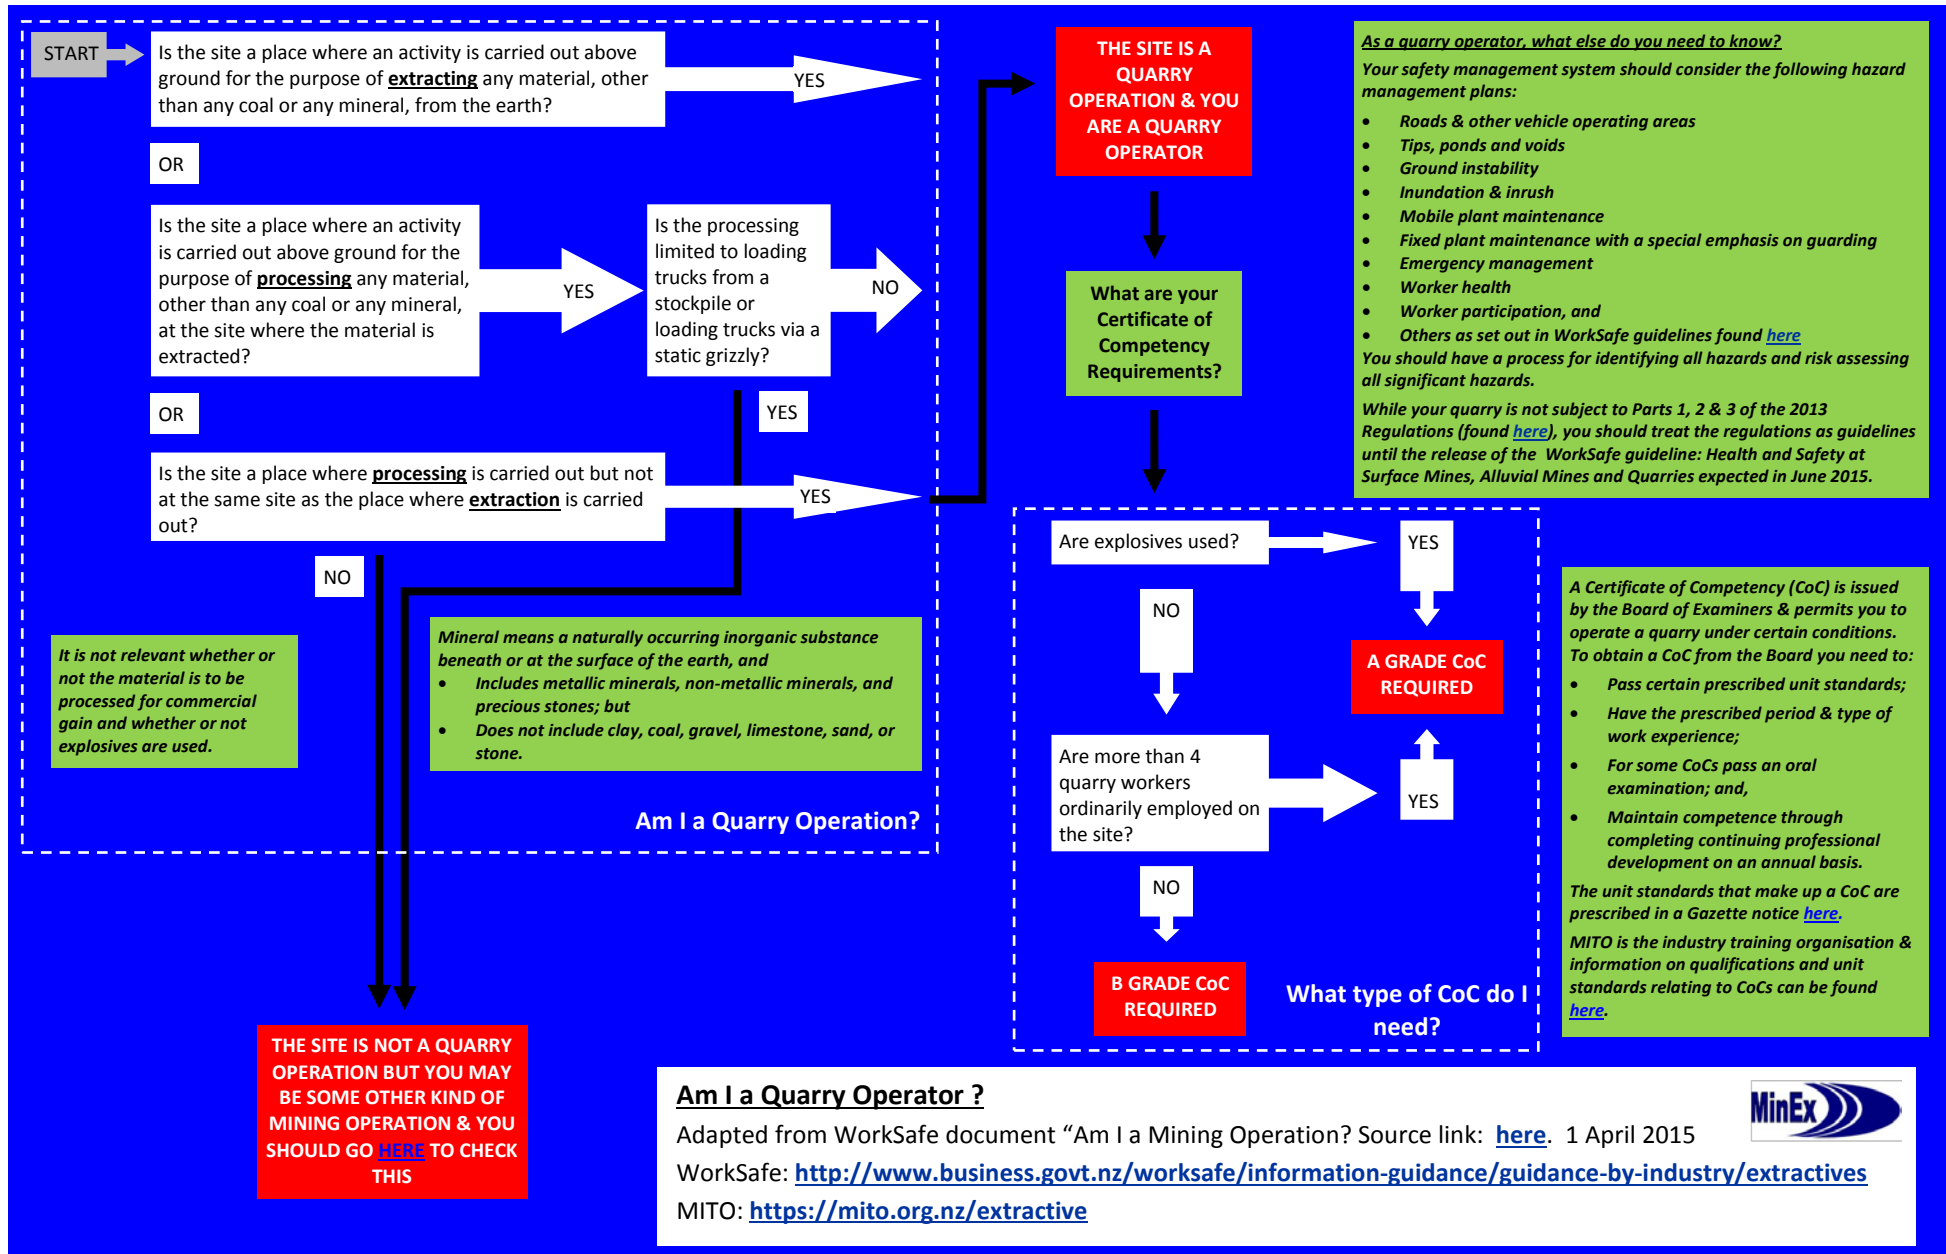 START
Is the site a place where an activity is carried out above
ground for the purpose of extracting any material, other
than any coal or any mineral, from the earth?
YES
OR
Is the site a place where an activity
is carried out above ground for the
purpose of processing any material,
other than any coal or any mineral,
at the site where the material is
extracted?
YES
Is the processing
limited to loading
trucks from a
stockpile or
loading trucks via a
static grizzly?
NO
YES
OR
Is the site a place where processing is carried out but not
at the same site as the place where extraction is carried
out?
YES
NO
It is not relevant whether or
not the material is to be
processed for commercial
gain and whether or not
explosives are used.
Mineral means a naturally occurring inorganic substance
beneath or at the surface of the earth, and
• Includes metallic minerals, non-metallic minerals, and
precious stones; but
• Does not include clay, coal, gravel, limestone, sand, or
stone.
Am I a Quarry Operation?
THE SITE IS NOT A QUARRY
OPERATION BUT YOU MAY
BE SOME OTHER KIND OF
MINING OPERATION & YOU
SHOULD GO HERE TO CHECK
THIS
THE SITE IS A
QUARRY
OPERATION & YOU
ARE A QUARRY
OPERATOR
What are your
Certificate of
Competency
Requirements?
Are explosives used?
YES
NO
A GRADE CoC
REQUIRED
Are more than 4
quarry workers
ordinarily employed on
the site?
YES
NO
B GRADE CoC
REQUIRED
What type of CoC do I
need?
As a quarry operator, what else do you need to know?
Your safety management system should consider the following hazard
management plans:
• Roads & other vehicle operating areas
• Tips, ponds and voids
• Ground instability
• Inundation & inrush
• Mobile plant maintenance
• Fixed plant maintenance with a special emphasis on guarding
• Emergency management
• Worker health
• Worker participation, and
• Others as set out in WorkSafe guidelines found here
You should have a process for identifying all hazards and risk assessing
all significant hazards.
While your quarry is not subject to Parts 1, 2 & 3 of the 2013
Regulations (found here), you should treat the regulations as guidelines
until the release of the WorkSafe guideline: Health and Safety at
Surface Mines, Alluvial Mines and Quarries expected in June 2015.
A Certificate of Competency (CoC) is issued
by the Board of Examiners & permits you to
operate a quarry under certain conditions.
To obtain a CoC from the Board you need to:
• Pass certain prescribed unit standards;
• Have the prescribed period & type of
work experience;
• For some CoCs pass an oral
examination; and,
• Maintain competence through
completing continuing professional
development on an annual basis.
The unit standards that make up a CoC are
prescribed in a Gazette notice here.
MITO is the industry training organisation &
information on qualifications and unit
standards relating to CoCs can be found
here.
Am I a Quarry Operator ?
Adapted from WorkSafe document “Am I a Mining Operation? Source link: here. 1 April 2015
WorkSafe: http://www.business.govt.nz/worksafe/information-guidance/guidance-by-industry/extractives
MITO: https://mito.org.nz/extractive
MinEx